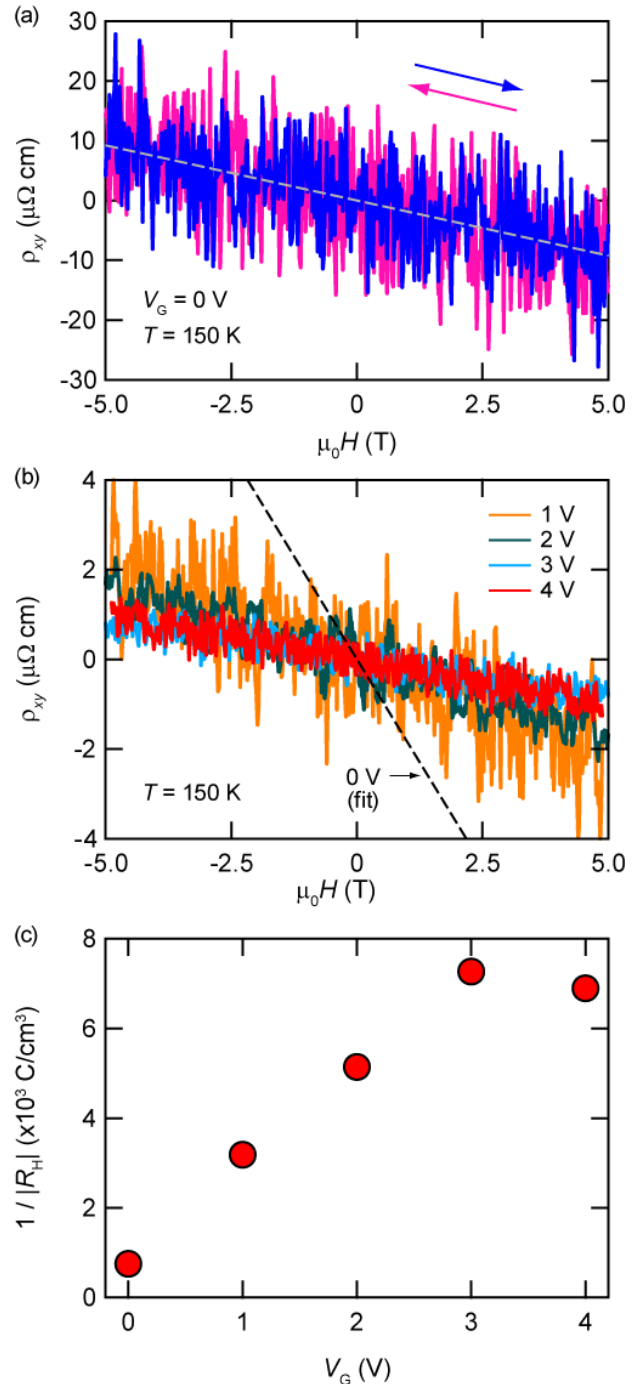 (a)
30
20
10
0
-10
-20
-30
ρxy (μΩ cm)
VG = 0 V
T = 150 K
-5.0 -2.5 0 2.5 5.0
μ0H (T)
(b)
4
2
0
-2
-4
ρxy (μΩ cm)
1 V
2 V
3 V
4 V
0 V
(fit)
T = 150 K
-5.0 -2.5 0 2.5 5.0
μ0H (T)
(c)
8
6
4
2
0
1 / |RH| (x10³ C/cm³)
0 1 2 3 4
VG (V)